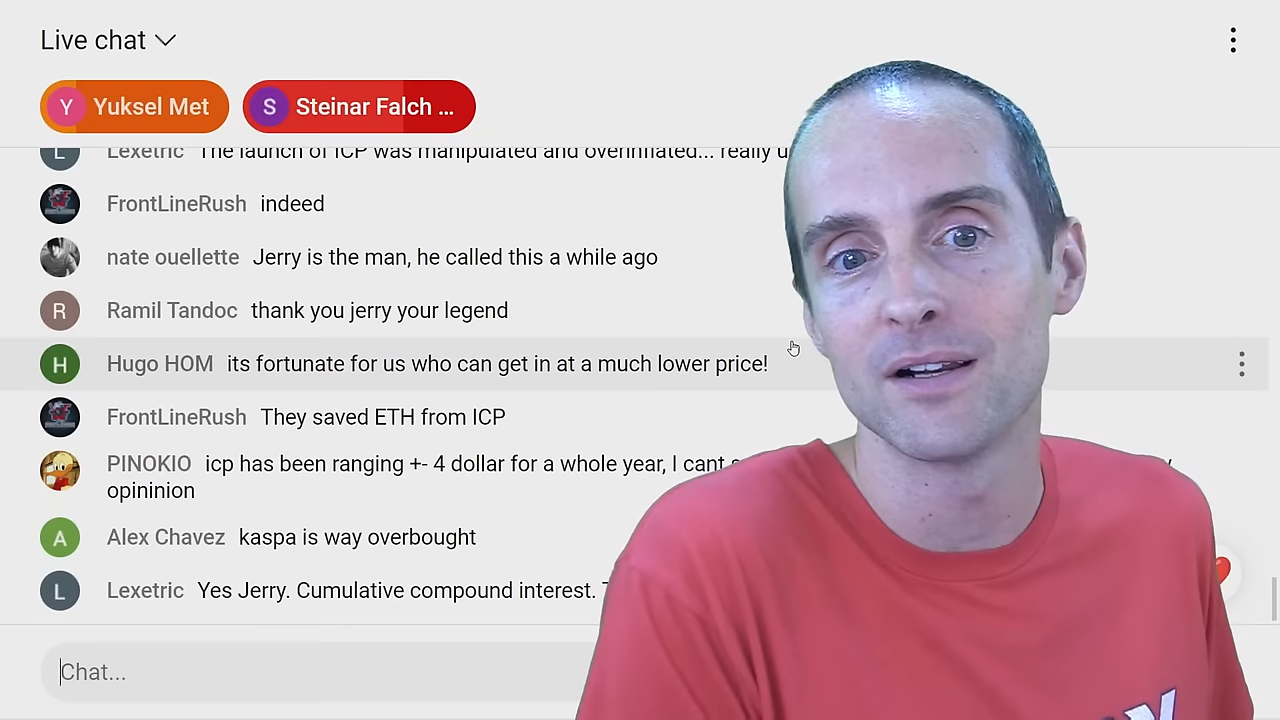 Live chat
Y Yuksel Met
S Steinar Falch ...
L Lexetric The launch of ICP was manipulated and overinflated... really
FrontLineRush indeed
nate ouellette Jerry is the man, he called this a while ago
R Ramil Tandoc thank you jerry your legend
H Hugo HOM its fortunate for us who can get in at a much lower price!
FrontLineRush They saved ETH from ICP
PINOKIO icp has been ranging +- 4 dollar for a whole year, I cant
opininion
A Alex Chavez kaspa is way overbought
L Lexetric Yes Jerry. Cumulative compound interest.
Chat...